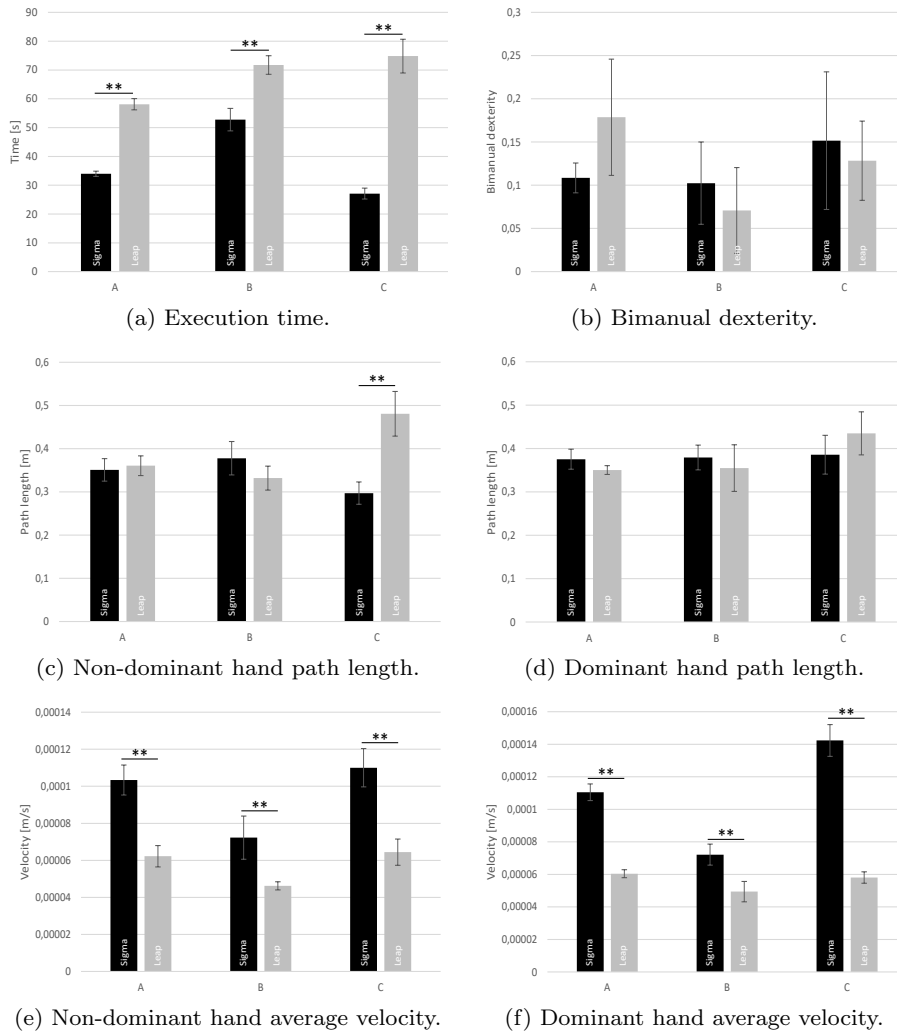 90
80
70
60
50
40
30
20
10
0
Time [s]
**
**
**
Sigma
Leap
Sigma
Leap
Sigma
Leap
A
B
C
(a) Execution time.
0,3
0,25
0,2
0,15
0,1
0,05
0
Bimanual dexterity
Sigma
Leap
Sigma
Leap
Sigma
Leap
A
B
C
(b) Bimanual dexterity.
0,6
0,5
0,4
0,3
0,2
0,1
0
Path length [m]
**
Sigma
Leap
Sigma
Leap
Sigma
Leap
A
B
C
(c) Non-dominant hand path length.
0,6
0,5
0,4
0,3
0,2
0,1
0
Path length [m]
Sigma
Leap
Sigma
Leap
Sigma
Leap
A
B
C
(d) Dominant hand path length.
0,00014
0,00012
0,0001
0,00008
0,00006
0,00004
0,00002
0
Velocity [m/s]
**
**
**
Sigma
Leap
Sigma
Leap
Sigma
Leap
A
B
C
(e) Non-dominant hand average velocity.
0,00016
0,00014
0,00012
0,0001
0,00008
0,00006
0,00004
0,00002
0
Velocity [m/s]
**
**
**
Sigma
Leap
Sigma
Leap
Sigma
Leap
A
B
C
(f) Dominant hand average velocity.